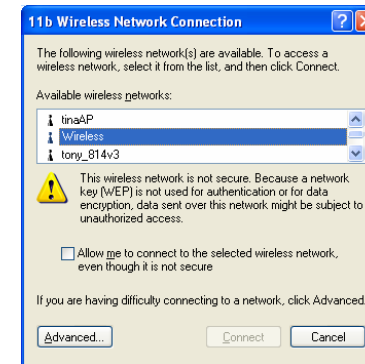 11b Wireless Network Connection
The following wireless network(s) are available. To access a
wireless network, select it from the list, and then click Connect.
Available wireless networks:
tinaAP
Wireless
tony_814v3
This wireless network is not secure. Because a network
key (WEP) is not used for authentication or for data
encryption, data sent over this network might be subject to
unauthorized access.
Allow me to connect to the selected wireless network,
even though it is not secure
If you are having difficulty connecting to a network, click Advanced.
Advanced...
Connect
Cancel